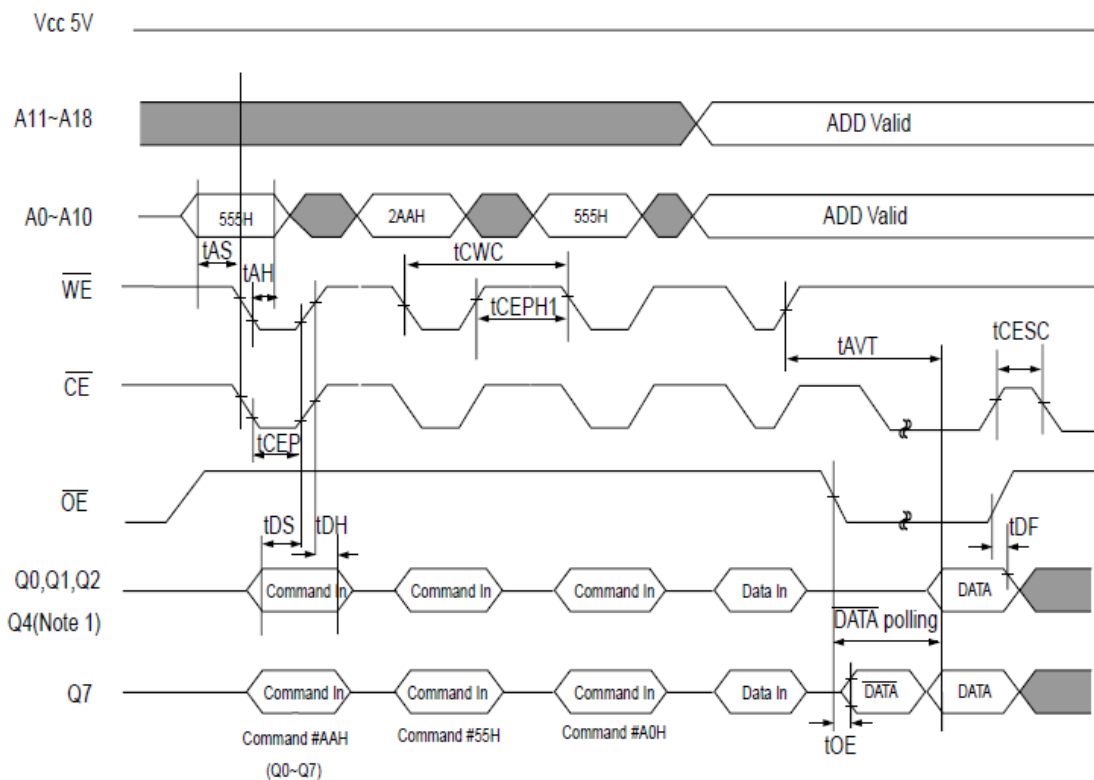 Vcc 5V
A11~A18
ADD Valid
A0~A10
555H
2AAH
555H
ADD Valid
tAS
tAH
tCWC
WE
tCEPH1
tAVT
tCESC
CE
tCEP
OE
tDS
tDH
tDF
Q0,Q1,Q2
Command In
Command In
Command In
Data In
DATA
Q4(Note 1)
DATA polling
Q7
Command In
Command In
Command In
Data In
DATA
DATA
Command #AAH
Command #55H
Command #A0H
tOE
(Q0~Q7)